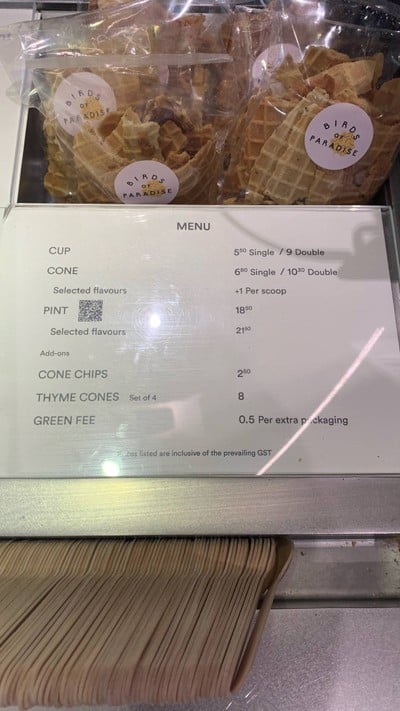 BIRDS
OF
PARADISE
BIRDS
OF
PARADISE
BIRDS
OF
PARADISE
MENU
CUP 5⁵⁰ Single / 9 Double
CONE 6⁸⁰ Single / 10³⁰ Double
Selected flavours +1 Per scoop
PINT 18⁵⁰
Selected flavours 21⁵⁰
Add-ons
CONE CHIPS 2⁵⁰
THYME CONES Set of 4 8
GREEN FEE 0.5 Per extra packaging
Prices listed are inclusive of the prevailing GST